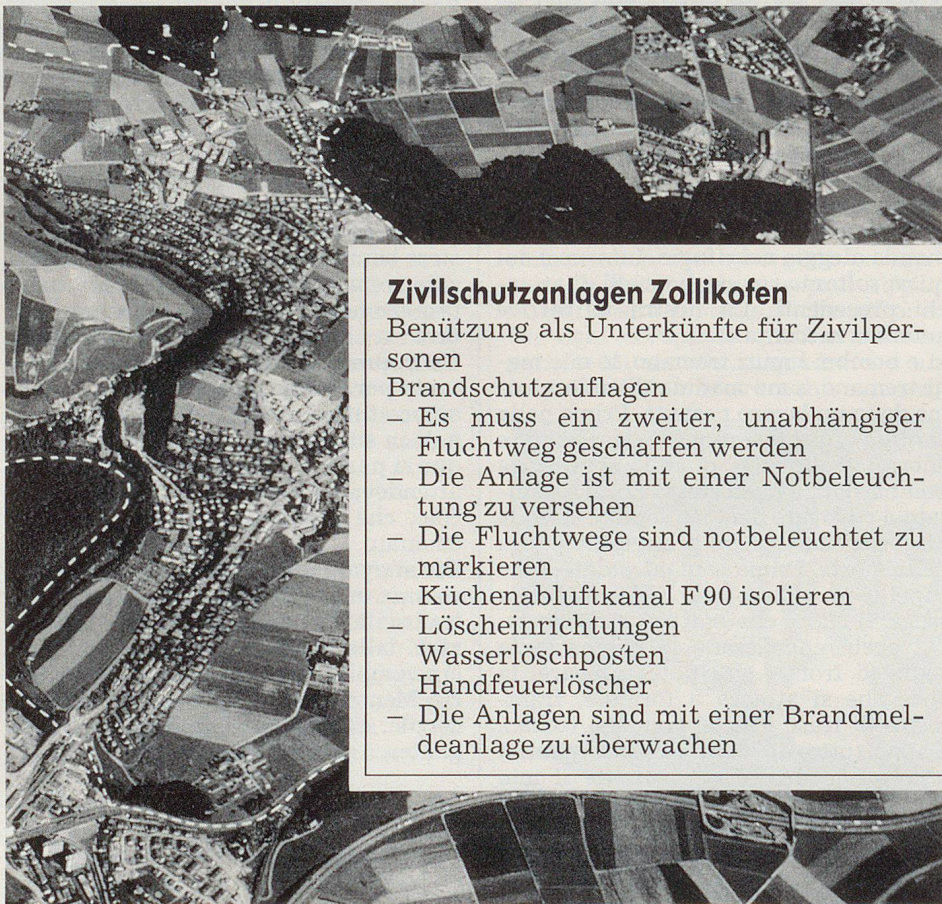 Zivilschutzanlagen Zollikofen
Benützung als Unterkünfte für Zivilper-
sonen
Brandschutzauflagen
– Es muss ein zweiter, unabhängiger
Fluchtweg geschaffen werden
– Die Anlage ist mit einer Notbeleuch-
tung zu versehen
– Die Fluchtwege sind notbeleuchtet zu
markieren
– Küchenabluftkanal F 90 isolieren
– Löscheinrichtungen
Wasserlöschposten
Handfeuerlöscher
– Die Anlagen sind mit einer Brandmel-
deanlage zu überwachen